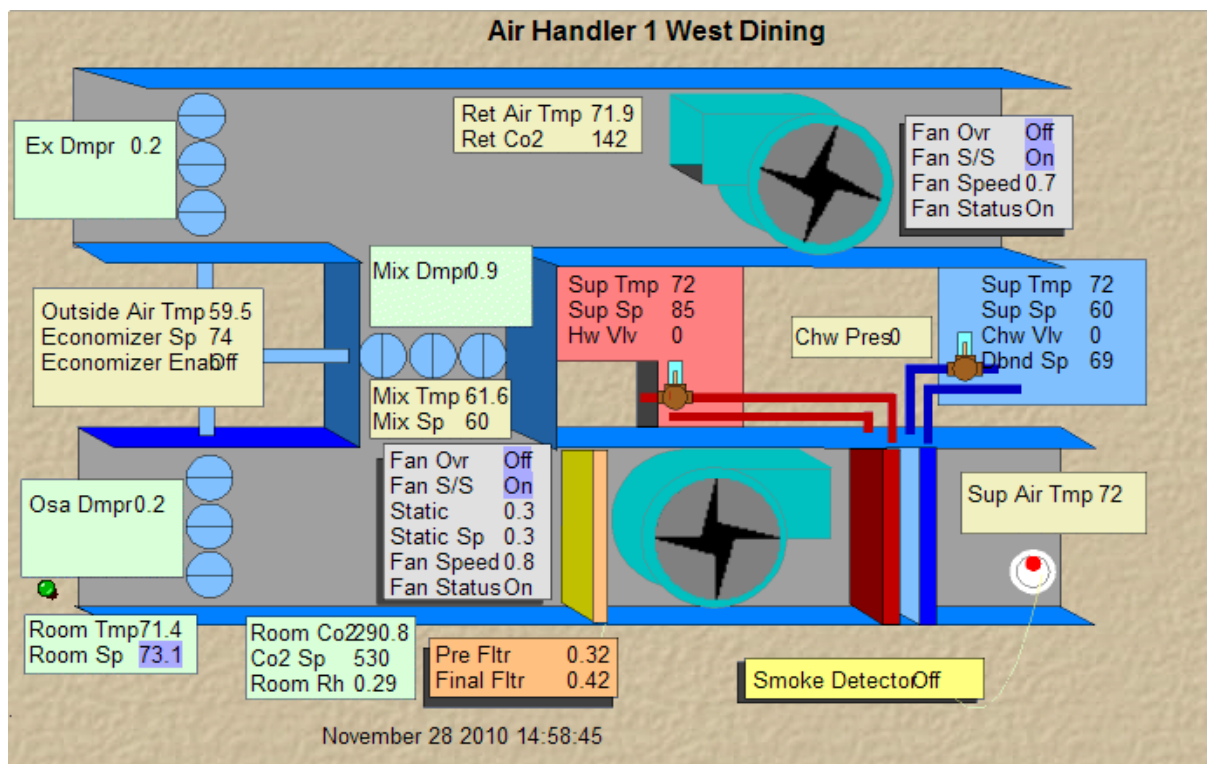 Air Handler 1 West Dining
Ex Dmpr 0.2
Ret Air Tmp 71.9
Ret Co2 142
Fan Ovr Off
Fan S/S On
Fan Speed 0.7
Fan Status On
Outside Air Tmp 59.5
Economizer Sp 74
Economizer Enab Off
Mix Dmpr 0.9
Mix Tmp 61.6
Mix Sp 60
Sup Tmp 72
Sup Sp 85
Hw Vlv 0
Chw Pres 0
Sup Tmp 72
Sup Sp 60
Chw Vlv 0
Dbnd Sp 69
Osa Dmpr 0.2
Fan Ovr Off
Fan S/S On
Static 0.3
Static Sp 0.3
Fan Speed 0.8
Fan Status On
Sup Air Tmp 72
Room Tmp 71.4
Room Sp 73.1
Room Co2 290.8
Co2 Sp 530
Room Rh 0.29
Pre Fltr 0.32
Final Fltr 0.42
Smoke Detector Off
November 28 2010 14:58:45